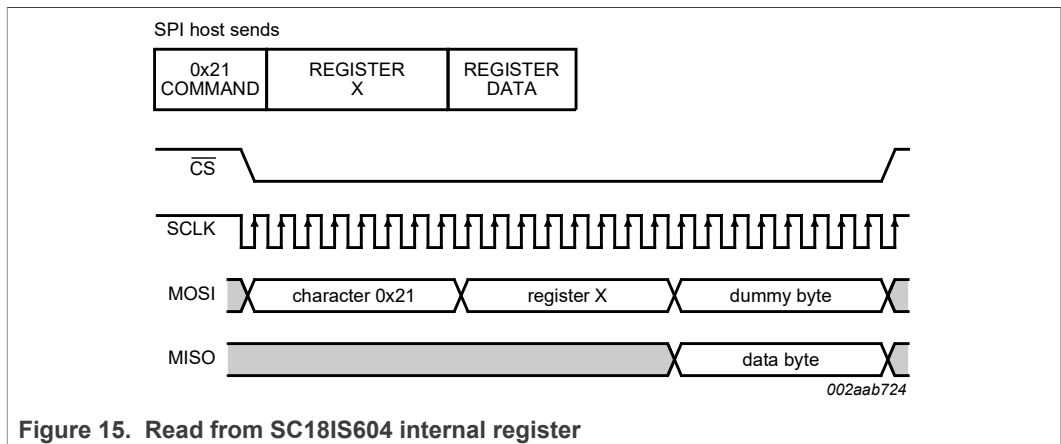 SPI host sends
0x21
COMMAND
REGISTER
X
REGISTER
DATA
CS
SCLK
MOSI
character 0x21
register X
dummy byte
MISO
data byte
002aab724
Figure 15. Read from SC18IS604 internal register